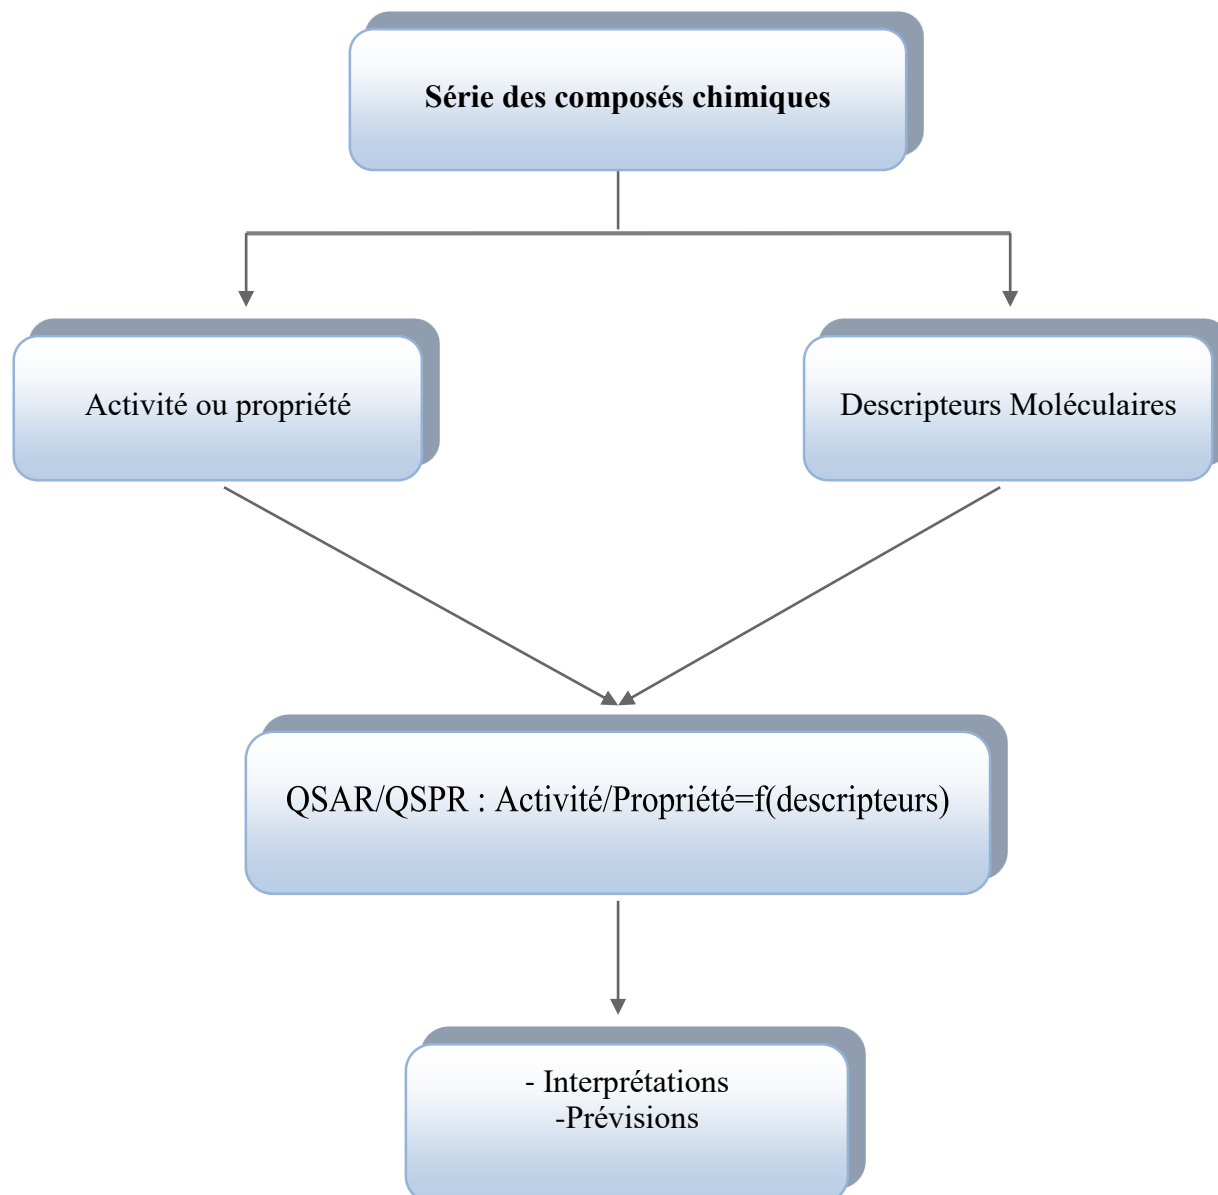 Série des composés chimiques
Activité ou propriété
Descripteurs Moléculaires
QSAR/QSPR : Activité/Propriété=f(descripteurs)
- Interprétations
-Prévisions